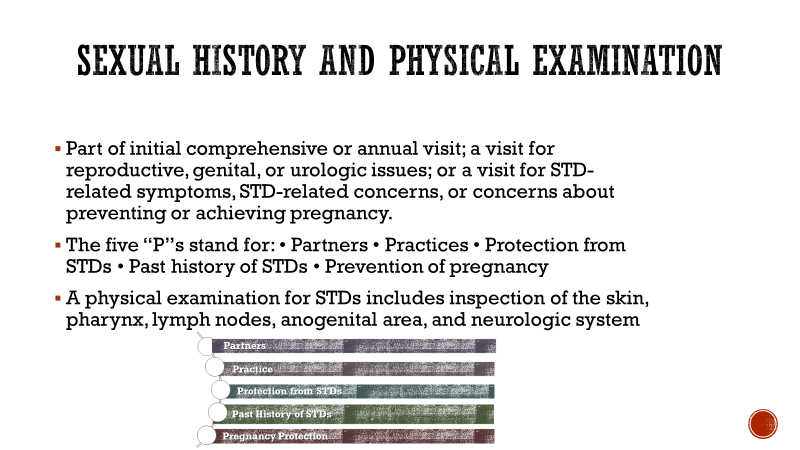 SEXUAL HISTORY AND PHYSICAL EXAMINATION
▪ Part of initial comprehensive or annual visit; a visit for
reproductive, genital, or urologic issues; or a visit for STD-
related symptoms, STD-related concerns, or concerns about
preventing or achieving pregnancy.
▪ The five “P”s stand for: • Partners • Practices • Protection from
STDs • Past history of STDs • Prevention of pregnancy
▪ A physical examination for STDs includes inspection of the skin,
pharynx, lymph nodes, anogenital area, and neurologic system
Partners
Practice
Protection from STDs
Past History of STDs
Pregnancy Protection